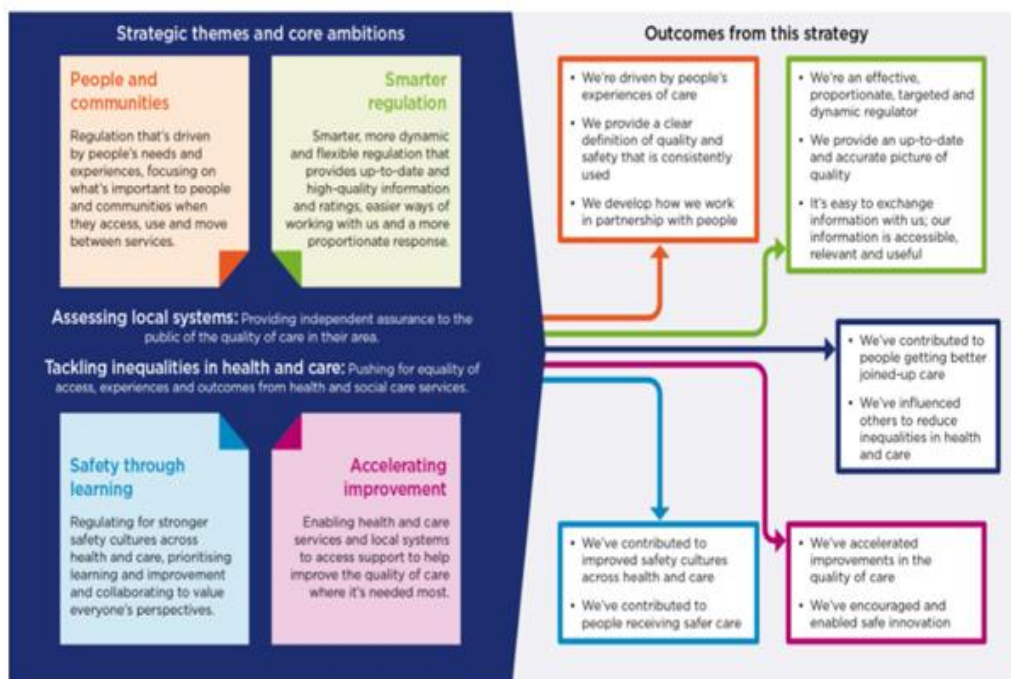 Strategic themes and core ambitions
People and
communities
Regulation that's driven
by people's needs and
experiences, focusing on
what's important to people
and communities when
they access, use and move
between services.
Smarter
regulation
Smarter, more dynamic
and flexible regulation that
provides up-to-date and
high-quality information
and ratings, easier ways of
working with us and a more
proportionate response.
Assessing local systems: Providing independent assurance to the
public of the quality of care in their area.
Tackling inequalities in health and care: Pushing for equality of
access, experiences and outcomes from health and social care services.
Safety through
learning
Regulating for stronger
safety cultures across
health and care, prioritising
learning and improvement
and collaborating to value
everyone's perspectives.
Accelerating
improvement
Enabling health and care
services and local systems
to access support to help
improve the quality of care
where it's needed most.
Outcomes from this strategy
• We're driven by people's
experiences of care
• We provide a clear
definition of quality and
safety that is consistently
used
• We develop how we work
in partnership with people
• We're an effective,
proportionate, targeted and
dynamic regulator
• We provide an up-to-date
and accurate picture of
quality
• It's easy to exchange
information with us; our
information is accessible,
relevant and useful
• We've contributed to
people getting better
joined-up care
• We've influenced
others to reduce
inequalities in health
and care
• We've contributed to
improved safety cultures
across health and care
• We've contributed to
people receiving safer care
• We've accelerated
improvements in the
quality of care
• We've encouraged and
enabled safe innovation